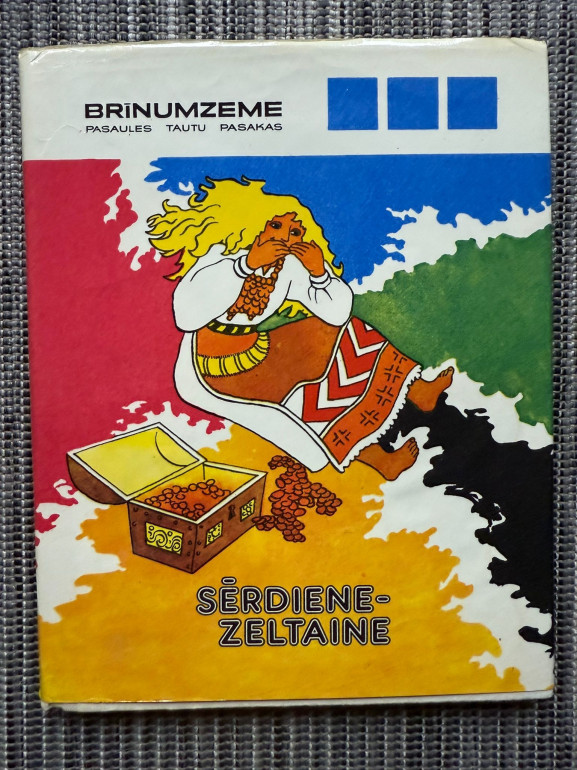 BRĪNUMZEME
PASAULES TAUTU PASAKAS
SĒRDIENE-
ZELTAINE